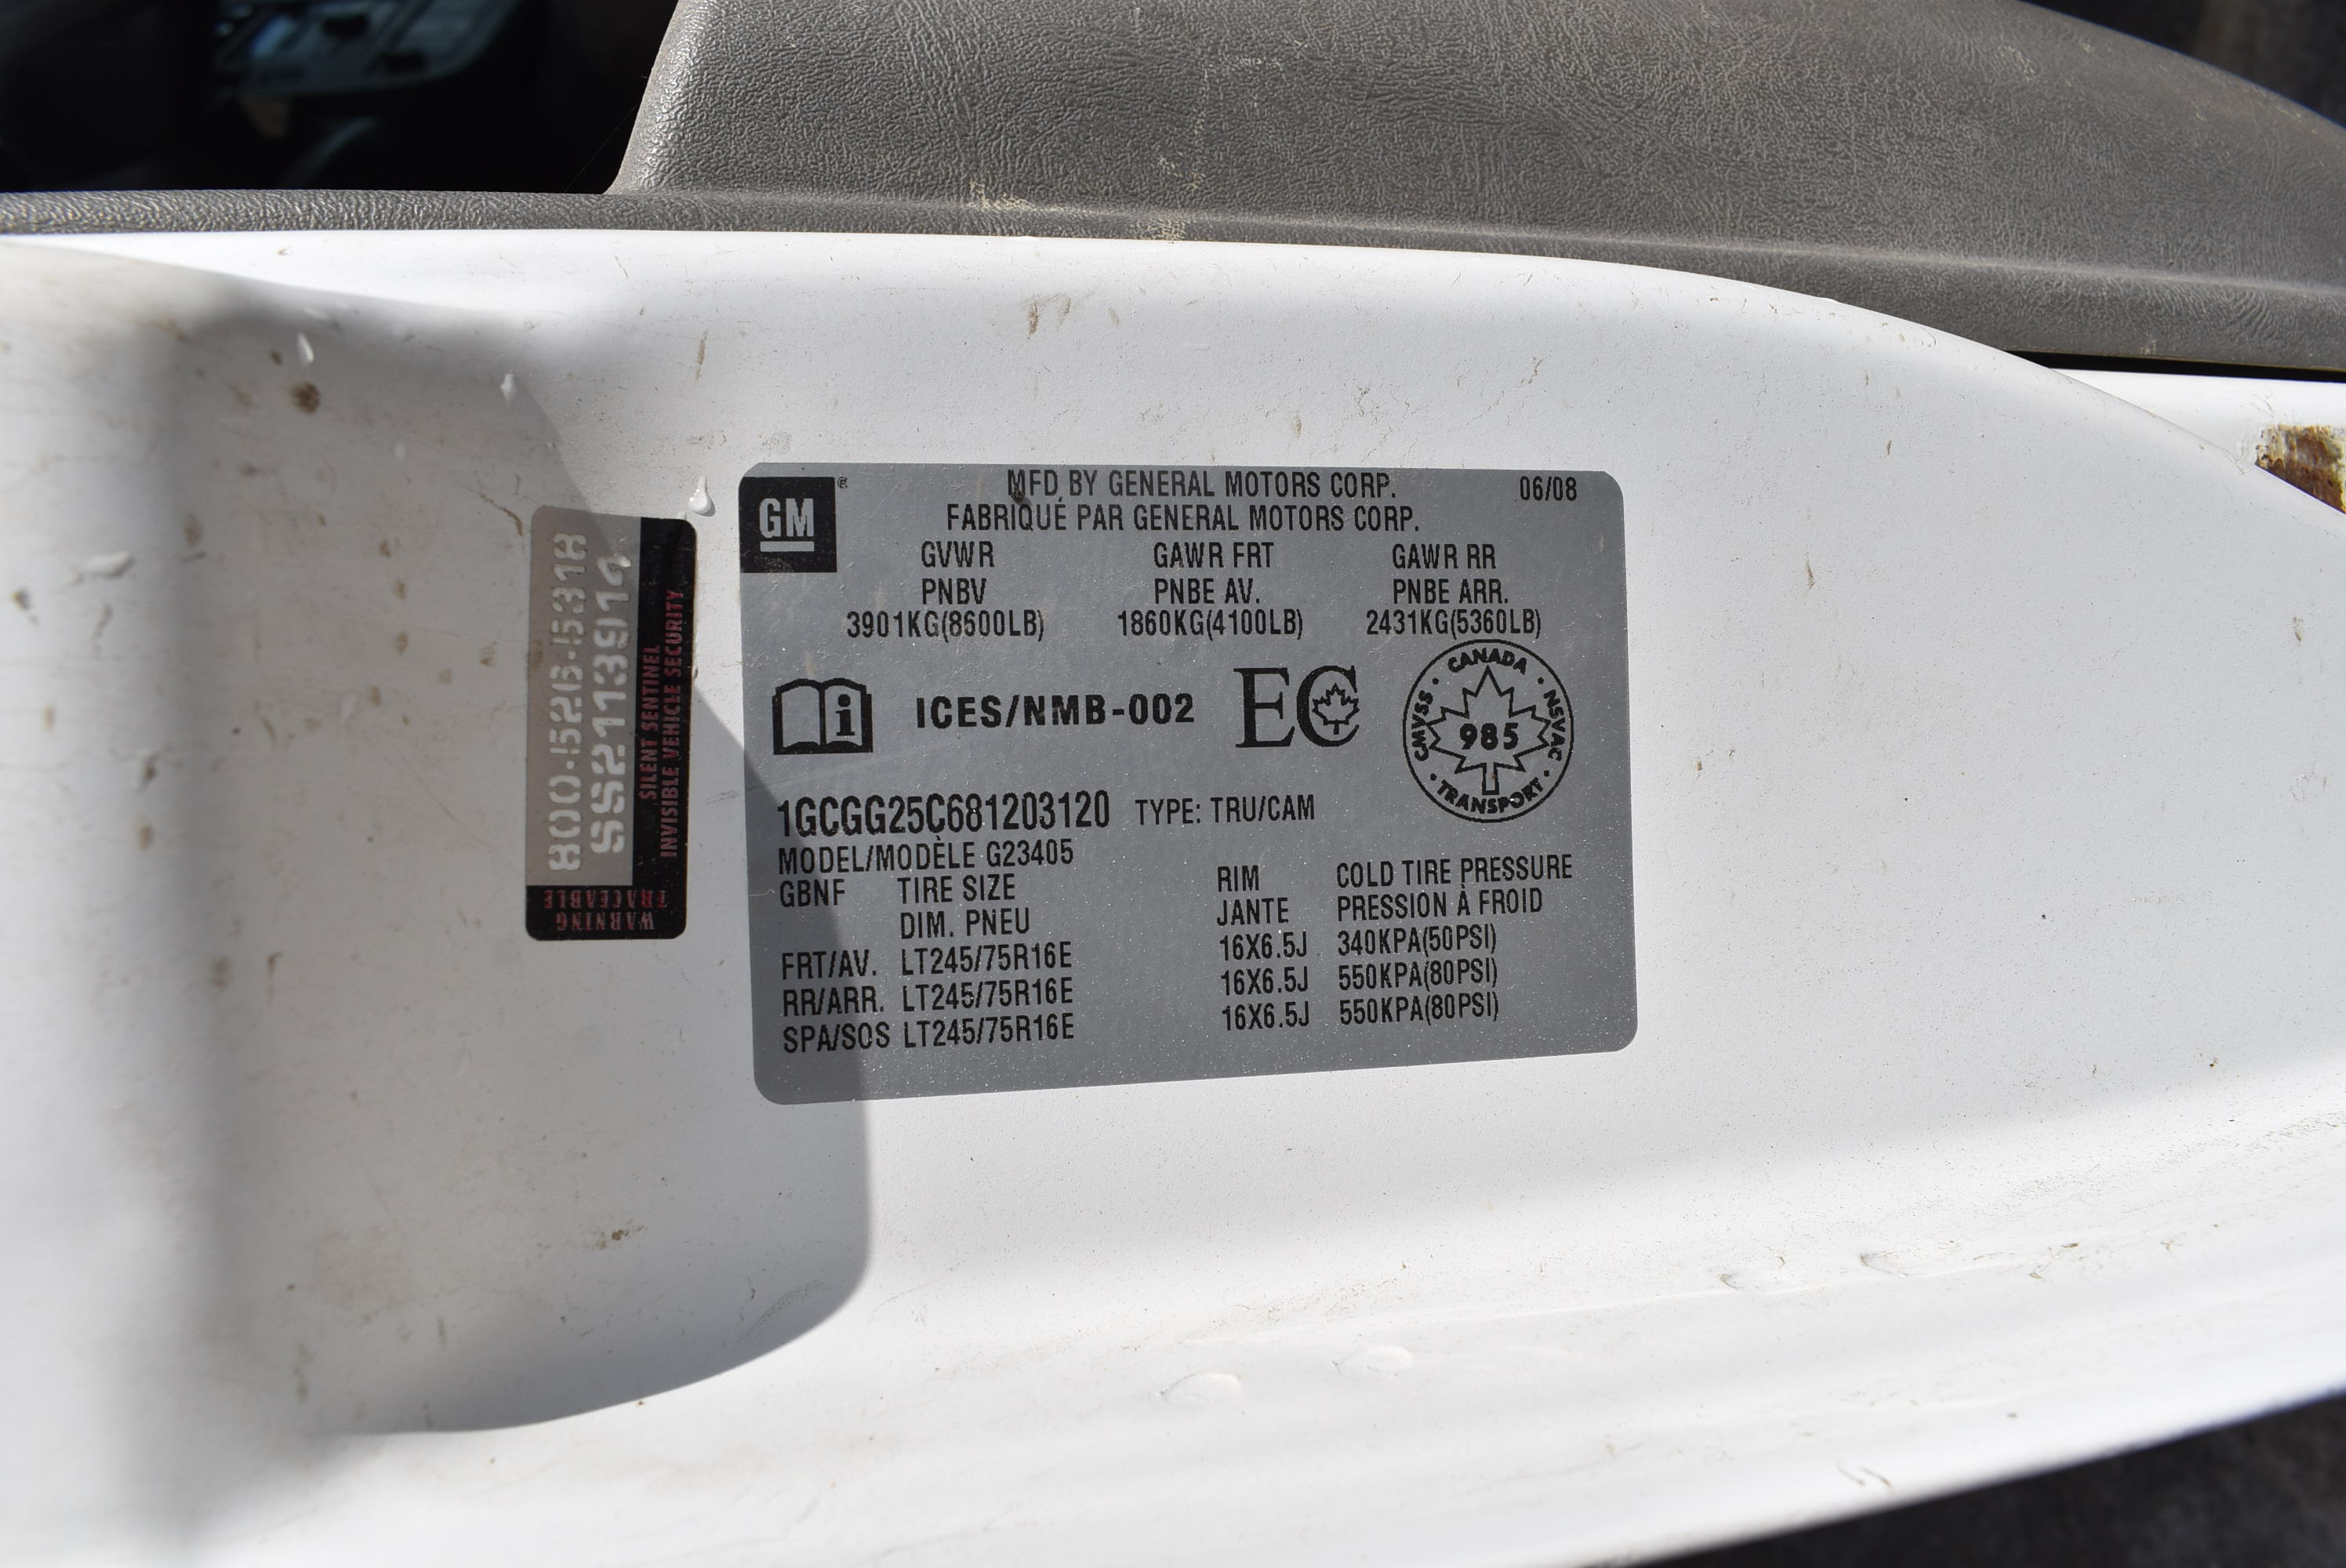 800-526-5318
SS2113914
SILENT SENTINEL
INVISIBLE VEHICLE SECURITY
WARNING
TRACEABLE
GM ®
MFD BY GENERAL MOTORS CORP. 06/08
FABRIQUÉ PAR GENERAL MOTORS CORP.
GVWR GAWR FRT GAWR RR
PNBV PNBE AV. PNBE ARR.
3901KG(8600LB) 1860KG(4100LB) 2431KG(5360LB)
i ICES/NMB-002 EC
CANADA
CMVSS 985 NSVAC
TRANSPORT
1GCGG25C681203120 TYPE: TRU/CAM
MODEL/MODÈLE G23405
GBNF TIRE SIZE RIM COLD TIRE PRESSURE
DIM. PNEU JANTE PRESSION À FROID
FRT/AV. LT245/75R16E 16X6.5J 340KPA(50PSI)
RR/ARR. LT245/75R16E 16X6.5J 550KPA(80PSI)
SPA/SOS LT245/75R16E 16X6.5J 550KPA(80PSI)